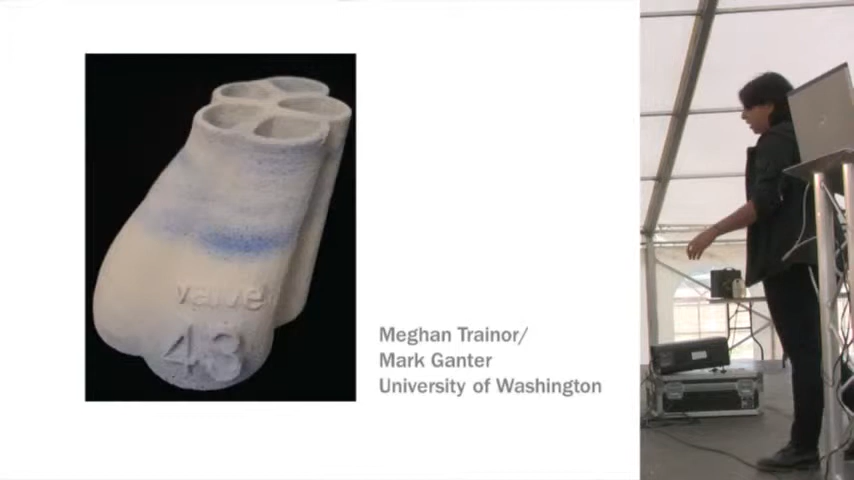 valve
43
Meghan Trainor/
Mark Ganter
University of Washington